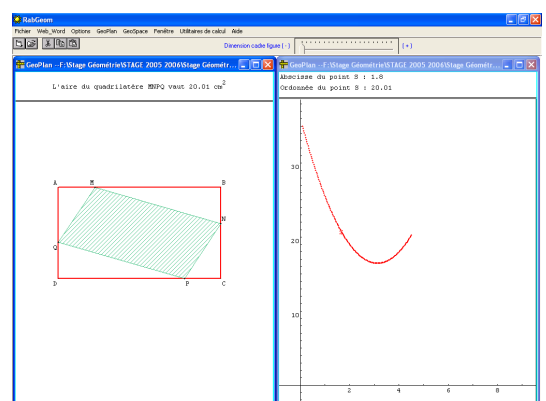 RabGeom
Fichier Web_Word Options GeoPlan GeoSpace Fenêtre Utilitaires de calcul Aide
Dimension cadre figure ( - ) ( + )
GeoPlan --F:\Stage Géométrie\STAGE 2005 2006\Stage Géométr...
L'aire du quadrilatère MNPQ vaut 20.01 cm2
A M B
N
Q
D P C
GeoPlan --F:\Stage Géométrie\STAGE 2005 2006\Stage Géométr...
Abscisse du point S : 1.8
Ordonnée du point S : 20.01
30
20
10
2 4 6 8